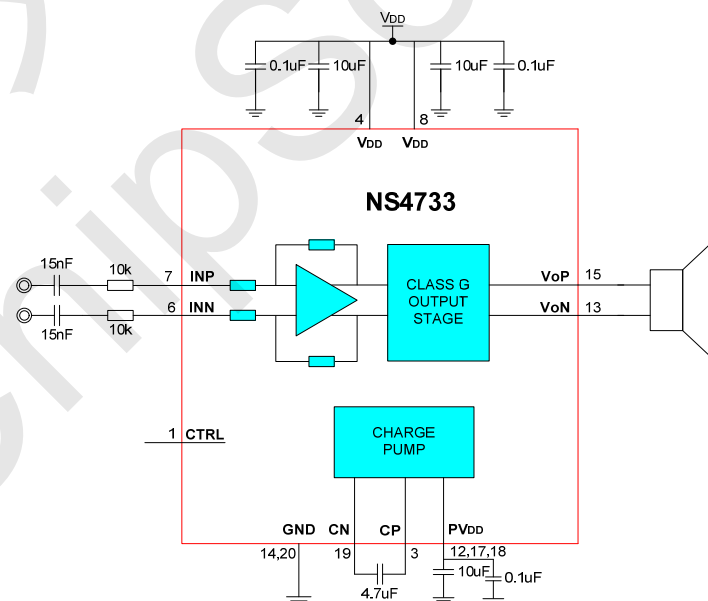 VDD
0.1uF
10uF
10uF
0.1uF
4
8
VDD
VDD
NS4733
15nF
10k
7
INP
6
INN
15nF
10k
CLASS G
OUTPUT
STAGE
VoP
15
VoN
13
1
CTRL
CHARGE
PUMP
GND
CN
CP
PVDD
14,20
19
3
12,17,18
4.7uF
10uF
0.1uF